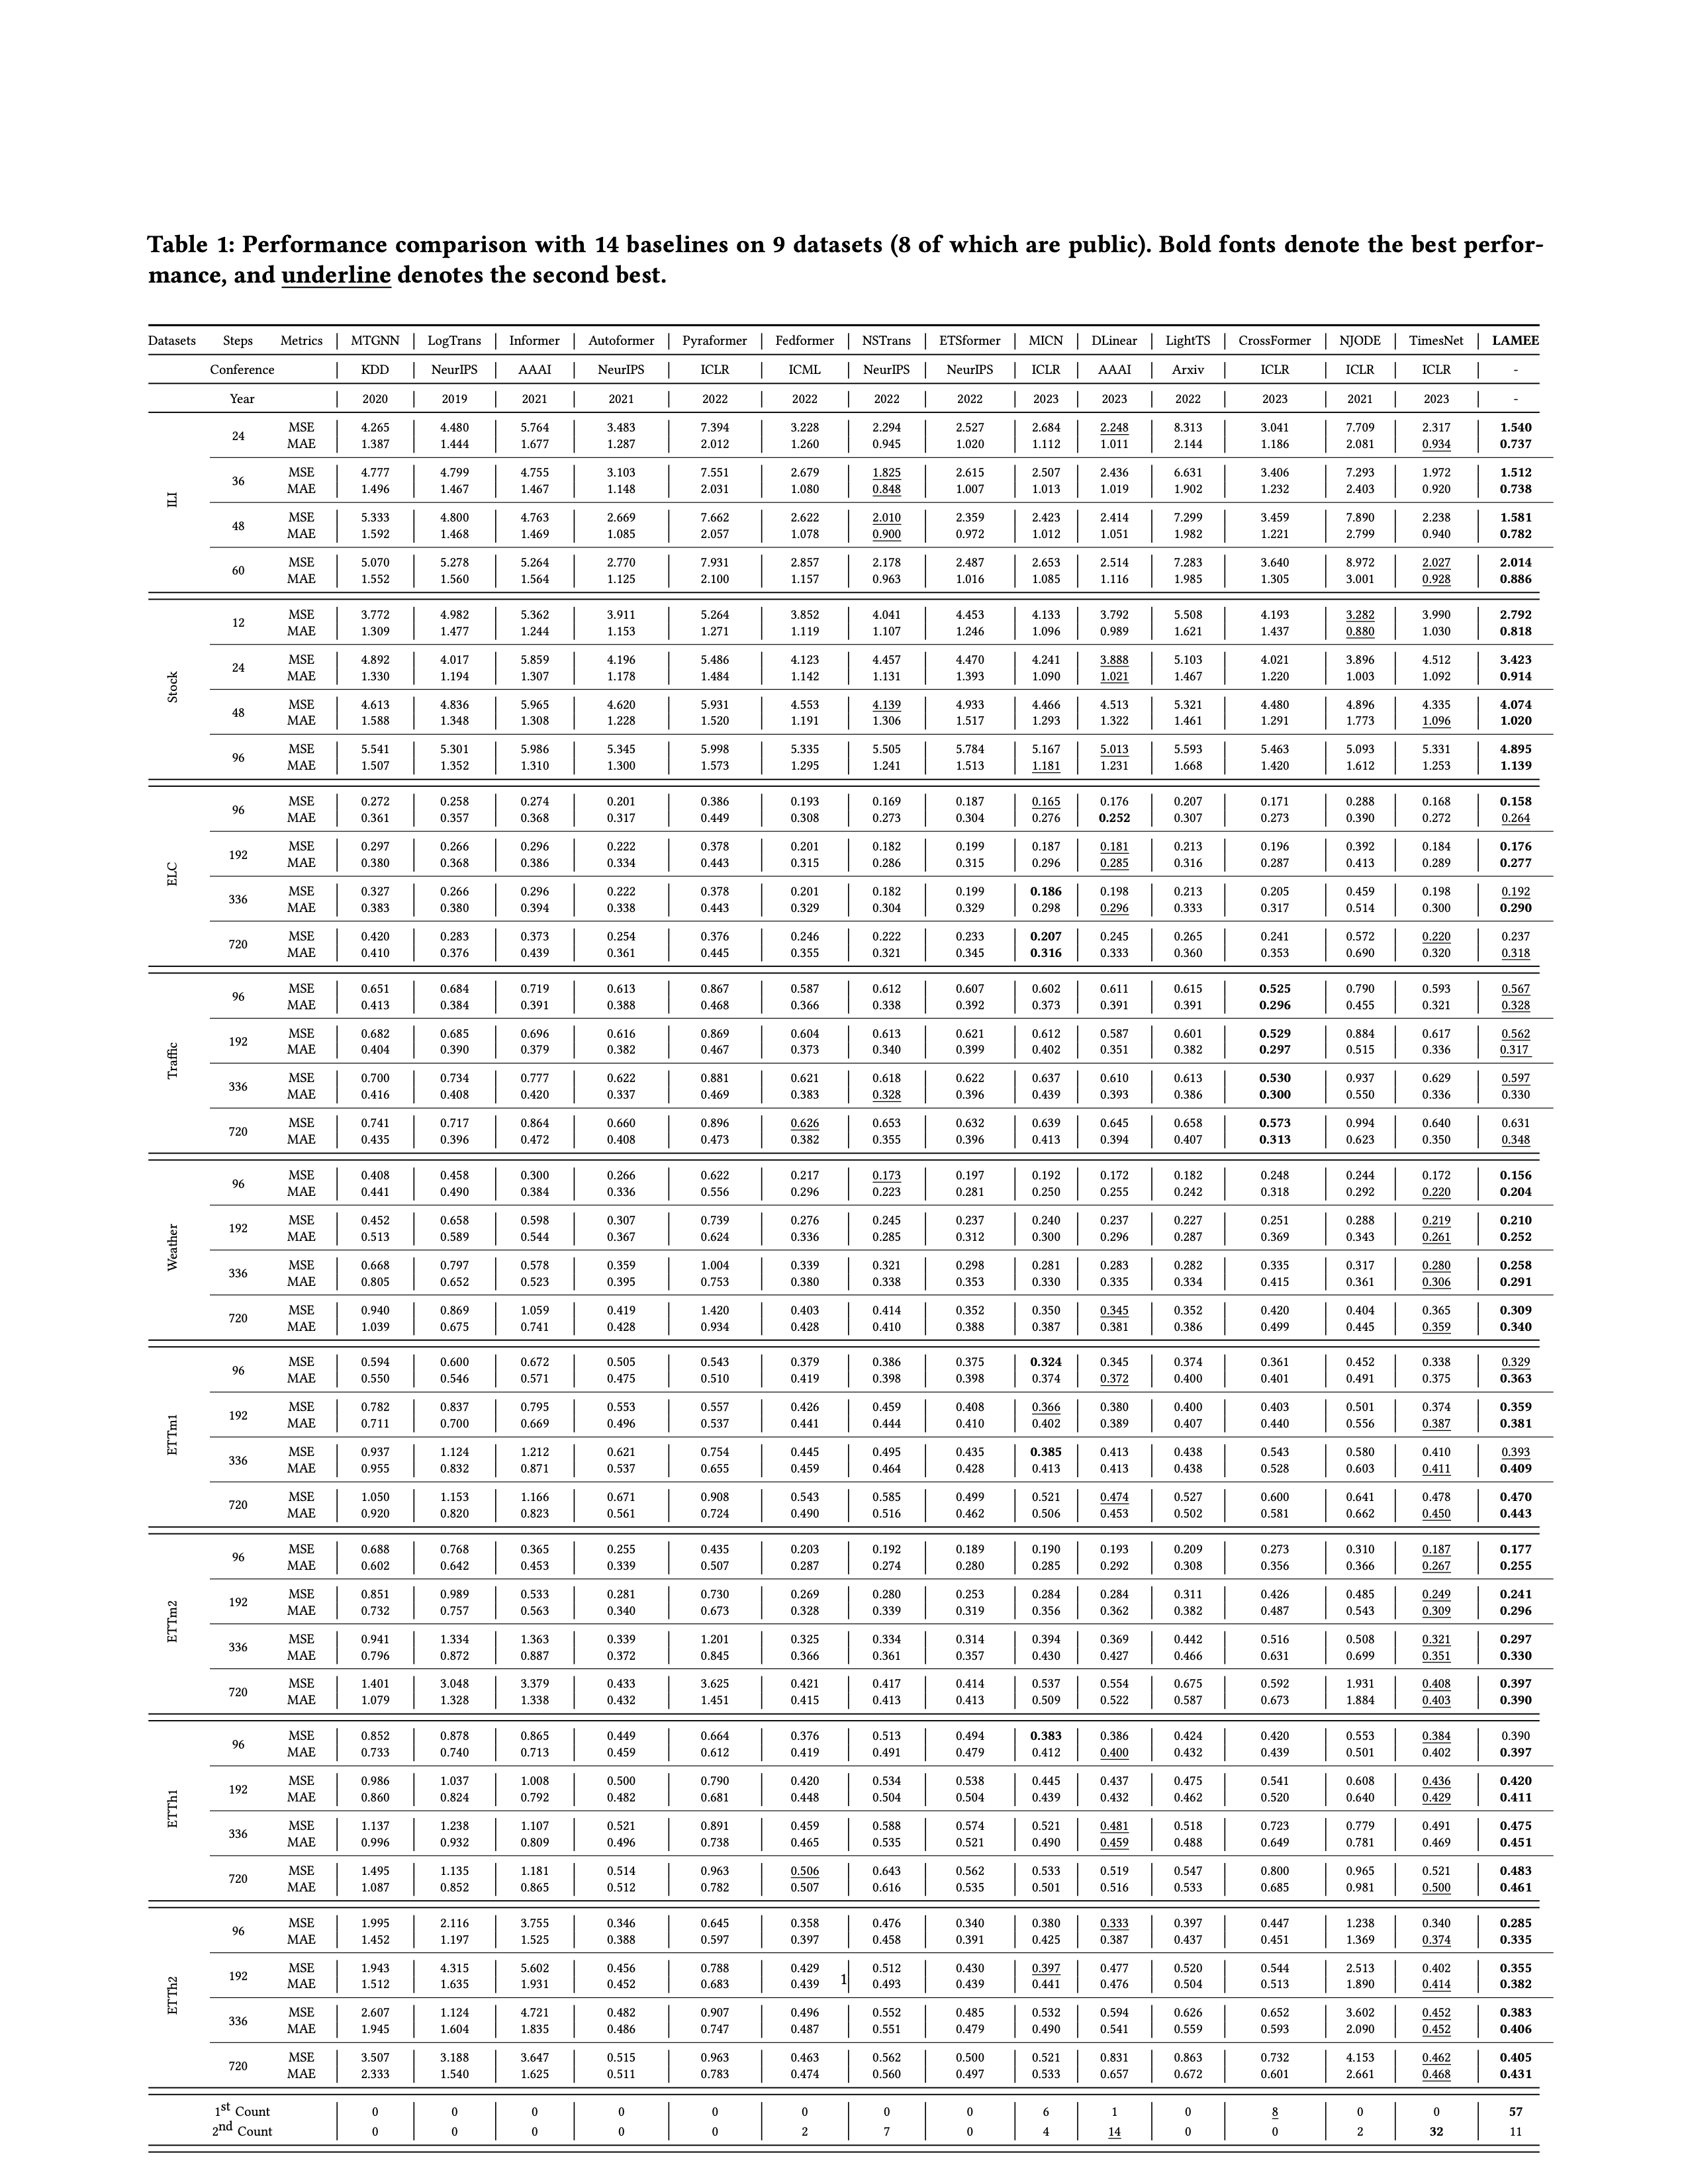 Table 1: Performance comparison with 14 baselines on 9 datasets (8 of which are public). Bold fonts denote the best perfor-
mance, and underline denotes the second best.
Datasets Steps Metrics MTGNN LogTrans Informer Autoformer Pyraformer Fedformer NSTrans ETSformer MICN DLinear LightTS CrossFormer NJODE TimesNet LAMEE
Conference KDD NeurIPS AAAI NeurIPS ICLR ICML NeurIPS NeurIPS ICLR AAAI Arxiv ICLR ICLR ICLR -
Year 2020 2019 2021 2021 2022 2022 2022 2022 2023 2023 2022 2023 2021 2023 -
ILI
24 MSE 4.265 4.480 5.764 3.483 7.394 3.228 2.294 2.527 2.684 2.248 8.313 3.041 7.709 2.317 1.540
MAE 1.387 1.444 1.677 1.287 2.012 1.260 0.945 1.020 1.112 1.011 2.144 1.186 2.081 0.934 0.737
36 MSE 4.777 4.799 4.755 3.103 7.551 2.679 1.825 2.615 2.507 2.436 6.631 3.406 7.293 1.972 1.512
MAE 1.496 1.467 1.467 1.148 2.031 1.080 0.848 1.007 1.013 1.019 1.902 1.232 2.403 0.920 0.738
48 MSE 5.333 4.800 4.763 2.669 7.662 2.622 2.010 2.359 2.423 2.414 7.299 3.459 7.890 2.238 1.581
MAE 1.592 1.468 1.469 1.085 2.057 1.078 0.900 0.972 1.012 1.051 1.982 1.221 2.799 0.940 0.782
60 MSE 5.070 5.278 5.264 2.770 7.931 2.857 2.178 2.487 2.653 2.514 7.283 3.640 8.972 2.027 2.014
MAE 1.552 1.560 1.564 1.125 2.100 1.157 0.963 1.016 1.085 1.116 1.985 1.305 3.001 0.928 0.886
Stock
12 MSE 3.772 4.982 5.362 3.911 5.264 3.852 4.041 4.453 4.133 3.792 5.508 4.193 3.282 3.990 2.792
MAE 1.309 1.477 1.244 1.153 1.271 1.119 1.107 1.246 1.096 0.989 1.621 1.437 0.880 1.030 0.818
24 MSE 4.892 4.017 5.859 4.196 5.486 4.123 4.457 4.470 4.241 3.888 5.103 4.021 3.896 4.512 3.423
MAE 1.330 1.194 1.307 1.178 1.484 1.142 1.131 1.393 1.090 1.021 1.467 1.220 1.003 1.092 0.914
48 MSE 4.613 4.836 5.965 4.620 5.931 4.553 4.139 4.933 4.466 4.513 5.321 4.480 4.896 4.335 4.074
MAE 1.588 1.348 1.308 1.228 1.520 1.191 1.306 1.517 1.293 1.322 1.461 1.291 1.773 1.096 1.020
96 MSE 5.541 5.301 5.986 5.345 5.998 5.335 5.505 5.784 5.167 5.013 5.593 5.463 5.093 5.331 4.895
MAE 1.507 1.352 1.310 1.300 1.573 1.295 1.241 1.513 1.181 1.231 1.668 1.420 1.612 1.253 1.139
ELC
96 MSE 0.272 0.258 0.274 0.201 0.386 0.193 0.169 0.187 0.165 0.176 0.207 0.171 0.288 0.168 0.158
MAE 0.361 0.357 0.368 0.317 0.449 0.308 0.273 0.304 0.276 0.252 0.307 0.273 0.390 0.272 0.264
192 MSE 0.297 0.266 0.296 0.222 0.378 0.201 0.182 0.199 0.187 0.181 0.213 0.196 0.392 0.184 0.176
MAE 0.380 0.368 0.386 0.334 0.443 0.315 0.286 0.315 0.296 0.285 0.316 0.287 0.413 0.289 0.277
336 MSE 0.327 0.266 0.296 0.222 0.378 0.201 0.182 0.199 0.186 0.198 0.213 0.205 0.459 0.198 0.192
MAE 0.383 0.380 0.394 0.338 0.443 0.329 0.304 0.329 0.298 0.296 0.333 0.317 0.514 0.300 0.290
720 MSE 0.420 0.283 0.373 0.254 0.376 0.246 0.222 0.233 0.207 0.245 0.265 0.241 0.572 0.220 0.237
MAE 0.410 0.376 0.439 0.361 0.445 0.355 0.321 0.345 0.316 0.333 0.360 0.353 0.690 0.320 0.318
Traffic
96 MSE 0.651 0.684 0.719 0.613 0.867 0.587 0.612 0.607 0.602 0.611 0.615 0.525 0.790 0.593 0.567
MAE 0.413 0.384 0.391 0.388 0.468 0.366 0.338 0.392 0.373 0.391 0.391 0.296 0.455 0.321 0.328
192 MSE 0.682 0.685 0.696 0.616 0.869 0.604 0.613 0.621 0.612 0.587 0.601 0.529 0.884 0.617 0.562
MAE 0.404 0.390 0.379 0.382 0.467 0.373 0.340 0.399 0.402 0.351 0.382 0.297 0.515 0.336 0.317
336 MSE 0.700 0.734 0.777 0.622 0.881 0.621 0.618 0.622 0.637 0.610 0.613 0.530 0.937 0.629 0.597
MAE 0.416 0.408 0.420 0.337 0.469 0.383 0.328 0.396 0.439 0.393 0.386 0.300 0.550 0.336 0.330
720 MSE 0.741 0.717 0.864 0.660 0.896 0.626 0.653 0.632 0.639 0.645 0.658 0.573 0.994 0.640 0.631
MAE 0.435 0.396 0.472 0.408 0.473 0.382 0.355 0.396 0.413 0.394 0.407 0.313 0.623 0.350 0.348
Weather
96 MSE 0.408 0.458 0.300 0.266 0.622 0.217 0.173 0.197 0.192 0.172 0.182 0.248 0.244 0.172 0.156
MAE 0.441 0.490 0.384 0.336 0.556 0.296 0.223 0.281 0.250 0.255 0.242 0.318 0.292 0.220 0.204
192 MSE 0.452 0.658 0.598 0.307 0.739 0.276 0.245 0.237 0.240 0.237 0.227 0.251 0.288 0.219 0.210
MAE 0.513 0.589 0.544 0.367 0.624 0.336 0.285 0.312 0.300 0.296 0.287 0.369 0.343 0.261 0.252
336 MSE 0.668 0.797 0.578 0.359 1.004 0.339 0.321 0.298 0.281 0.283 0.282 0.335 0.317 0.280 0.258
MAE 0.805 0.652 0.523 0.395 0.753 0.380 0.338 0.353 0.330 0.335 0.334 0.415 0.361 0.306 0.291
720 MSE 0.940 0.869 1.059 0.419 1.420 0.403 0.414 0.352 0.350 0.345 0.352 0.420 0.404 0.365 0.309
MAE 1.039 0.675 0.741 0.428 0.934 0.428 0.410 0.388 0.387 0.381 0.386 0.499 0.445 0.359 0.340
ETTm1
96 MSE 0.594 0.600 0.672 0.505 0.543 0.379 0.386 0.375 0.324 0.345 0.374 0.361 0.452 0.338 0.329
MAE 0.550 0.546 0.571 0.475 0.510 0.419 0.398 0.398 0.374 0.372 0.400 0.401 0.491 0.375 0.363
192 MSE 0.782 0.837 0.795 0.553 0.557 0.426 0.459 0.408 0.366 0.380 0.400 0.403 0.501 0.374 0.359
MAE 0.711 0.700 0.669 0.496 0.537 0.441 0.444 0.410 0.402 0.389 0.407 0.440 0.556 0.387 0.381
336 MSE 0.937 1.124 1.212 0.621 0.754 0.445 0.495 0.435 0.385 0.413 0.438 0.543 0.580 0.410 0.393
MAE 0.955 0.832 0.871 0.537 0.655 0.459 0.464 0.428 0.413 0.413 0.438 0.528 0.603 0.411 0.409
720 MSE 1.050 1.153 1.166 0.671 0.908 0.543 0.585 0.499 0.521 0.474 0.527 0.600 0.641 0.478 0.470
MAE 0.920 0.820 0.823 0.561 0.724 0.490 0.516 0.462 0.506 0.453 0.502 0.581 0.662 0.450 0.443
ETTm2
96 MSE 0.688 0.768 0.365 0.255 0.435 0.203 0.192 0.189 0.190 0.193 0.209 0.273 0.310 0.187 0.177
MAE 0.602 0.642 0.453 0.339 0.507 0.287 0.274 0.280 0.285 0.292 0.308 0.356 0.366 0.267 0.255
192 MSE 0.851 0.989 0.533 0.281 0.730 0.269 0.280 0.253 0.284 0.284 0.311 0.426 0.485 0.249 0.241
MAE 0.732 0.757 0.563 0.340 0.673 0.328 0.339 0.319 0.356 0.362 0.382 0.487 0.543 0.309 0.296
336 MSE 0.941 1.334 1.363 0.339 1.201 0.325 0.334 0.314 0.394 0.369 0.442 0.516 0.508 0.321 0.297
MAE 0.796 0.872 0.887 0.372 0.845 0.366 0.361 0.357 0.430 0.427 0.466 0.631 0.699 0.351 0.330
720 MSE 1.401 3.048 3.379 0.433 3.625 0.421 0.417 0.414 0.537 0.554 0.675 0.592 1.931 0.408 0.397
MAE 1.079 1.328 1.338 0.432 1.451 0.415 0.413 0.413 0.509 0.522 0.587 0.673 1.884 0.403 0.390
ETTh1
96 MSE 0.852 0.878 0.865 0.449 0.664 0.376 0.513 0.494 0.383 0.386 0.424 0.420 0.553 0.384 0.390
MAE 0.733 0.740 0.713 0.459 0.612 0.419 0.491 0.479 0.412 0.400 0.432 0.439 0.501 0.402 0.397
192 MSE 0.986 1.037 1.008 0.500 0.790 0.420 0.534 0.538 0.445 0.437 0.475 0.541 0.608 0.436 0.420
MAE 0.860 0.824 0.792 0.482 0.681 0.448 0.504 0.504 0.439 0.432 0.462 0.520 0.640 0.429 0.411
336 MSE 1.137 1.238 1.107 0.521 0.891 0.459 0.588 0.574 0.521 0.481 0.518 0.723 0.779 0.491 0.475
MAE 0.996 0.932 0.809 0.496 0.738 0.465 0.535 0.521 0.490 0.459 0.488 0.649 0.781 0.469 0.451
720 MSE 1.495 1.135 1.181 0.514 0.963 0.506 0.643 0.562 0.533 0.519 0.547 0.800 0.965 0.521 0.483
MAE 1.087 0.852 0.865 0.512 0.782 0.507 0.616 0.535 0.501 0.516 0.533 0.685 0.981 0.500 0.461
ETTh2
96 MSE 1.995 2.116 3.755 0.346 0.645 0.358 0.476 0.340 0.380 0.333 0.397 0.447 1.238 0.340 0.285
MAE 1.452 1.197 1.525 0.388 0.597 0.397 0.458 0.391 0.425 0.387 0.437 0.451 1.369 0.374 0.335
192 MSE 1.943 4.315 5.602 0.456 0.788 0.429 0.512 0.430 0.397 0.477 0.520 0.544 2.513 0.402 0.355
MAE 1.512 1.635 1.931 0.452 0.683 0.439 1 0.493 0.439 0.441 0.476 0.504 0.513 1.890 0.414 0.382
336 MSE 2.607 1.124 4.721 0.482 0.907 0.496 0.552 0.485 0.532 0.594 0.626 0.652 3.602 0.452 0.383
MAE 1.945 1.604 1.835 0.486 0.747 0.487 0.551 0.479 0.490 0.541 0.559 0.593 2.090 0.452 0.406
720 MSE 3.507 3.188 3.647 0.515 0.963 0.463 0.562 0.500 0.521 0.831 0.863 0.732 4.153 0.462 0.405
MAE 2.333 1.540 1.625 0.511 0.783 0.474 0.560 0.497 0.533 0.657 0.672 0.601 2.661 0.468 0.431
1st Count 0 0 0 0 0 0 0 0 6 1 0 8 0 0 57
2nd Count 0 0 0 0 0 2 7 0 4 14 0 0 2 32 11